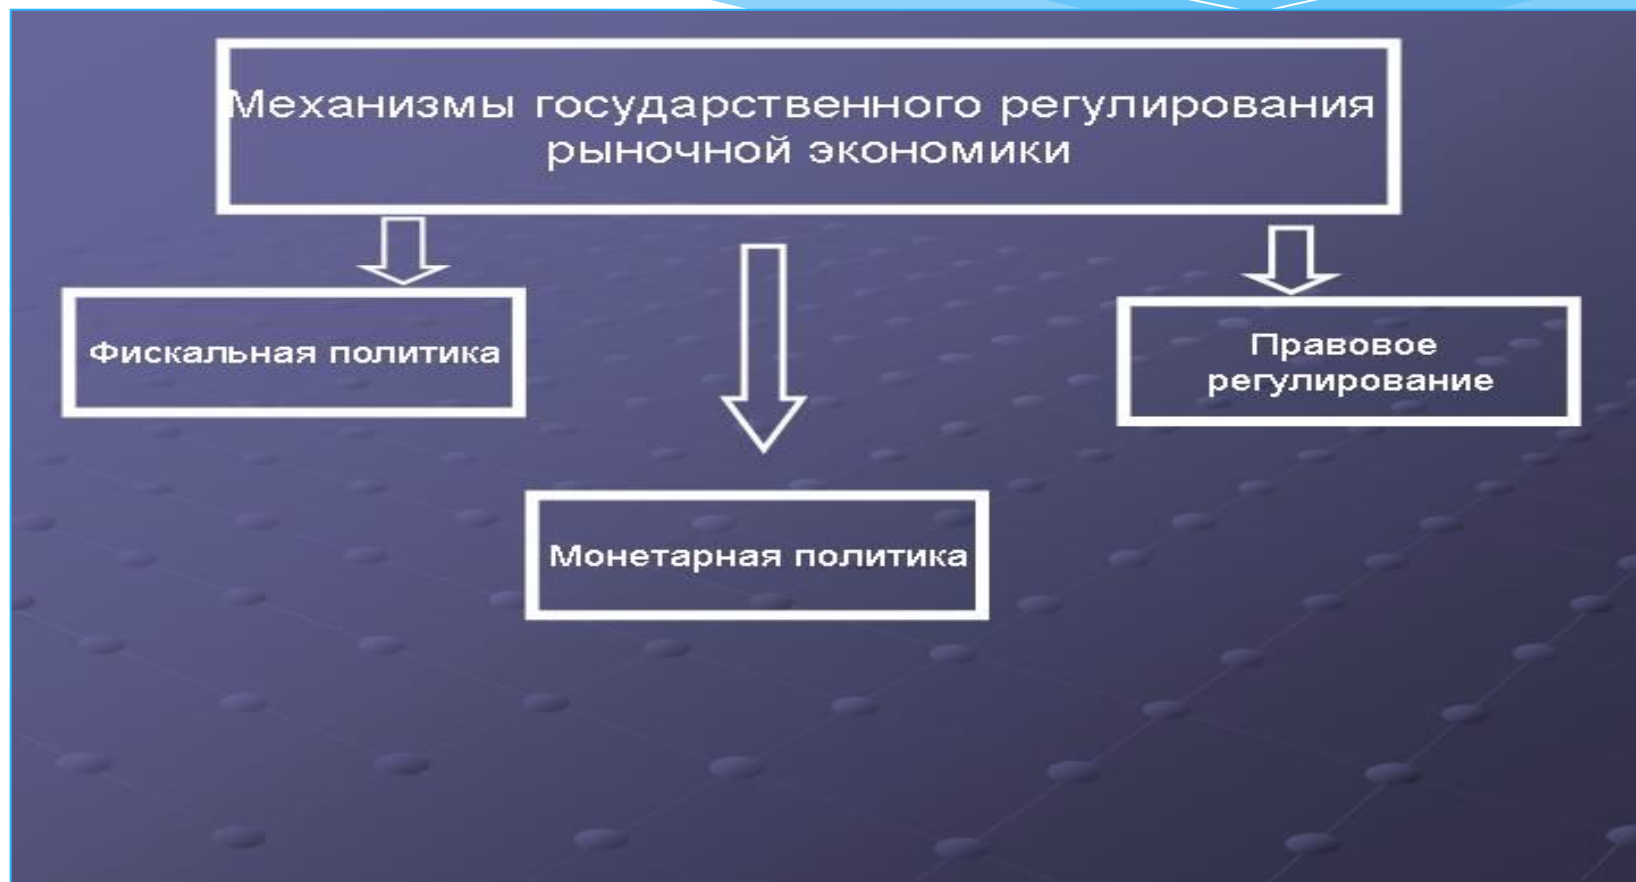 Механизмы государственного регулирования
рыночной экономики
Фискальная политика
Правовое
регулирование
Монетарная политика